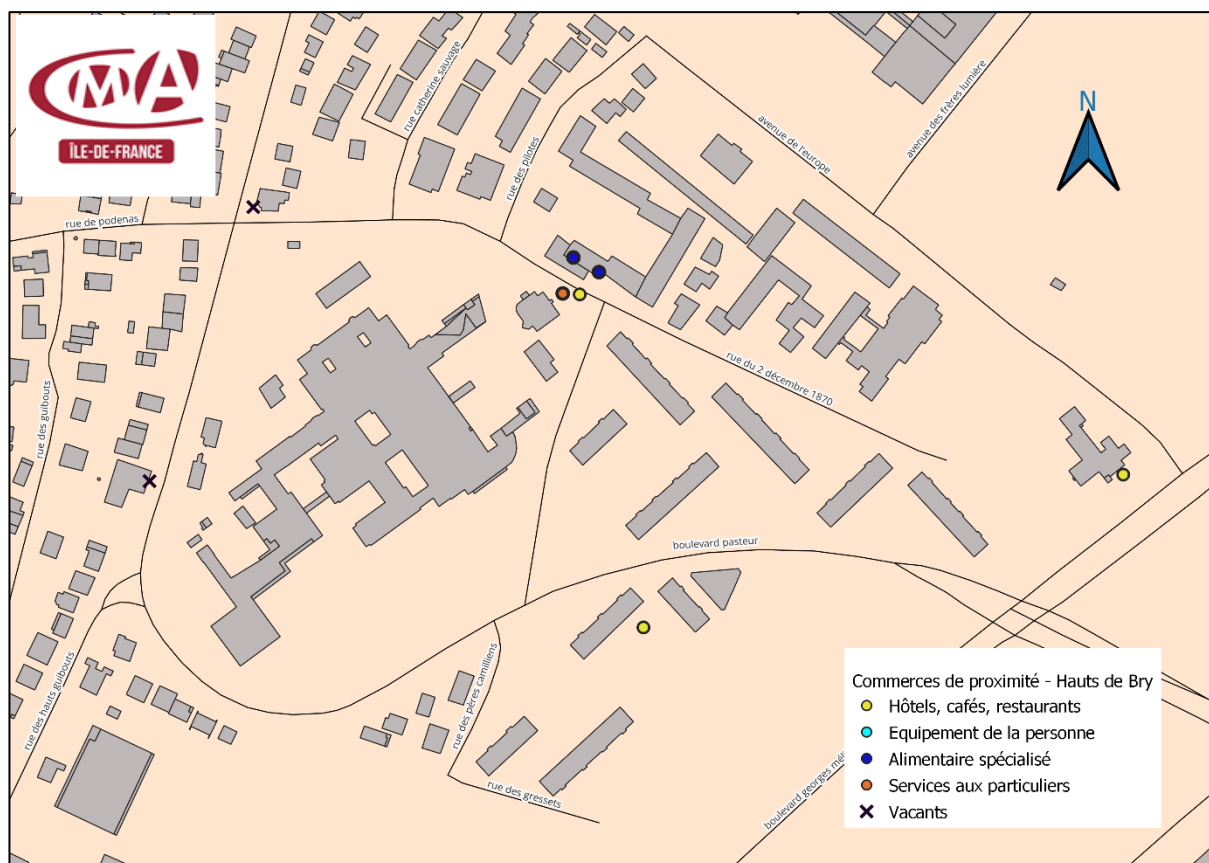 CMA
ÎLE-DE-FRANCE
rue catherine sauvage
rue des pilotes
avenue de l'europe
avenue des frères lumière
N
rue de podenas
rue des guibouts
rue du 2 décembre 1870
boulevard pasteur
rue des hauts guibouts
rue des pères camilliens
rue des gressets
boulevard georges mél
Commerces de proximité - Hauts de Bry
Hôtels, cafés, restaurants
Equipement de la personne
Alimentaire spécialisé
Services aux particuliers
Vacants